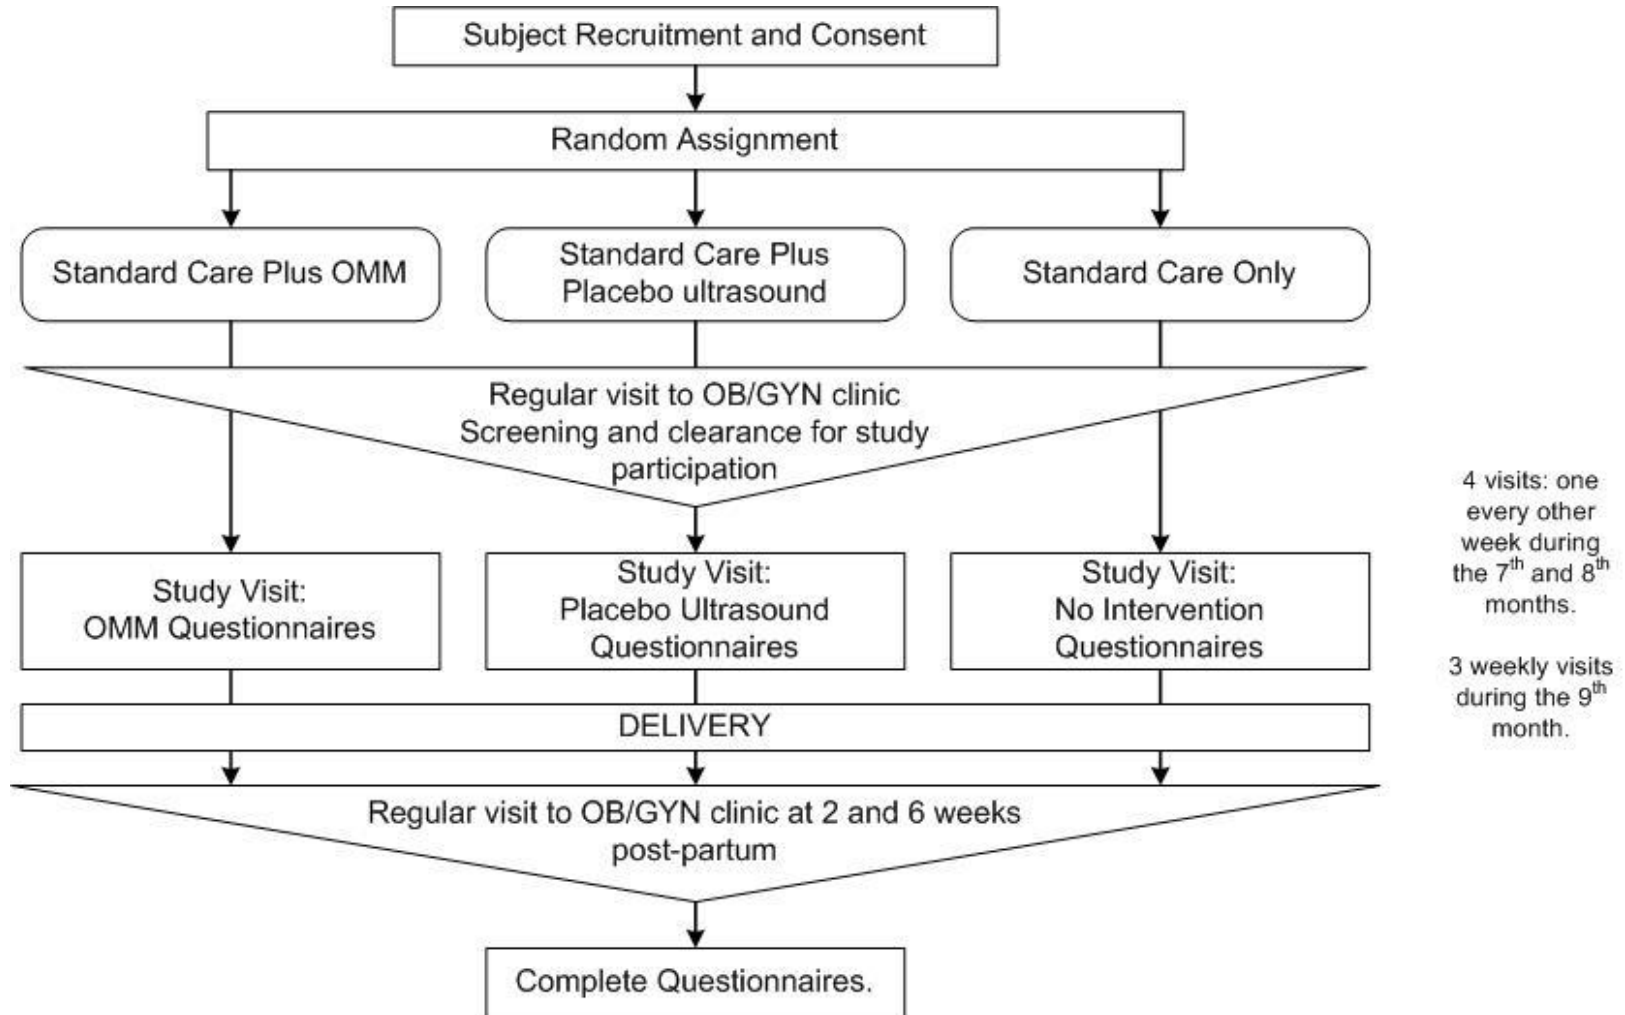 Subject Recruitment and Consent
Random Assignment
Standard Care Plus OMM
Standard Care Plus
Placebo ultrasound
Standard Care Only
Regular visit to OB/GYN clinic
Screening and clearance for study
participation
Study Visit:
OMM Questionnaires
Study Visit:
Placebo Ultrasound
Questionnaires
Study Visit:
No Intervention
Questionnaires
4 visits: one
every other
week during
the 7th and 8th
months.
3 weekly visits
during the 9th
month.
DELIVERY
Regular visit to OB/GYN clinic at 2 and 6 weeks
post-partum
Complete Questionnaires.